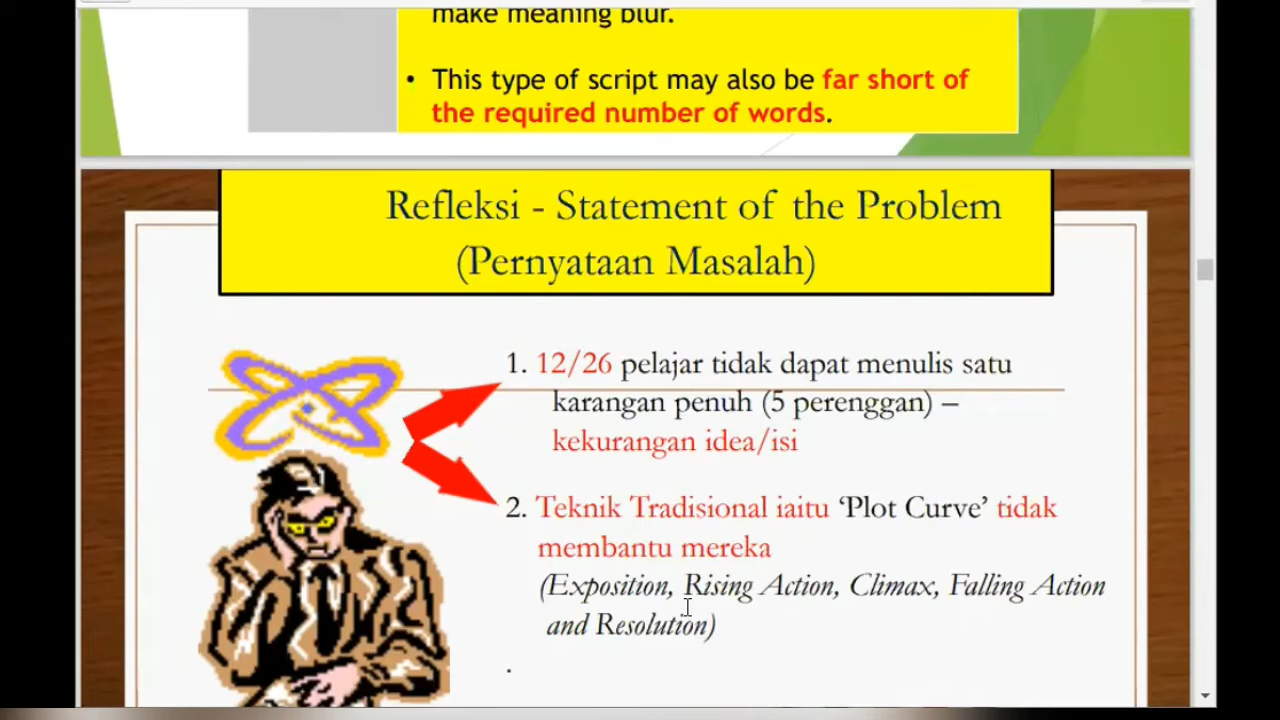 make meaning blur.
• This type of script may also be far short of
the required number of words.
Refleksi - Statement of the Problem
(Pernyataan Masalah)
1. 12/26 pelajar tidak dapat menulis satu
karangan penuh (5 perenggan) –
kekurangan idea/isi
2. Teknik Tradisional iaitu ‘Plot Curve’ tidak
membantu mereka
(Exposition, Rising Action, Climax, Falling Action
and Resolution)
.